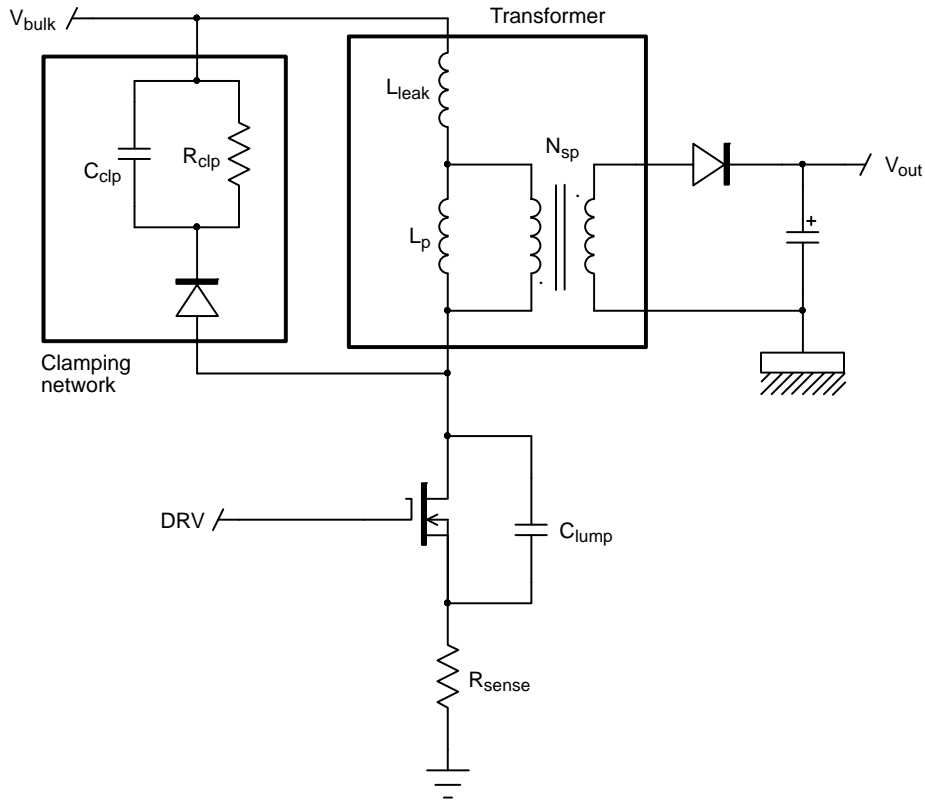 Transformer
Vbulk
Lleak
Nsp
Rclp
Cclp
Vout
+
Lp
Clamping
network
DRV
Clump
Rsense